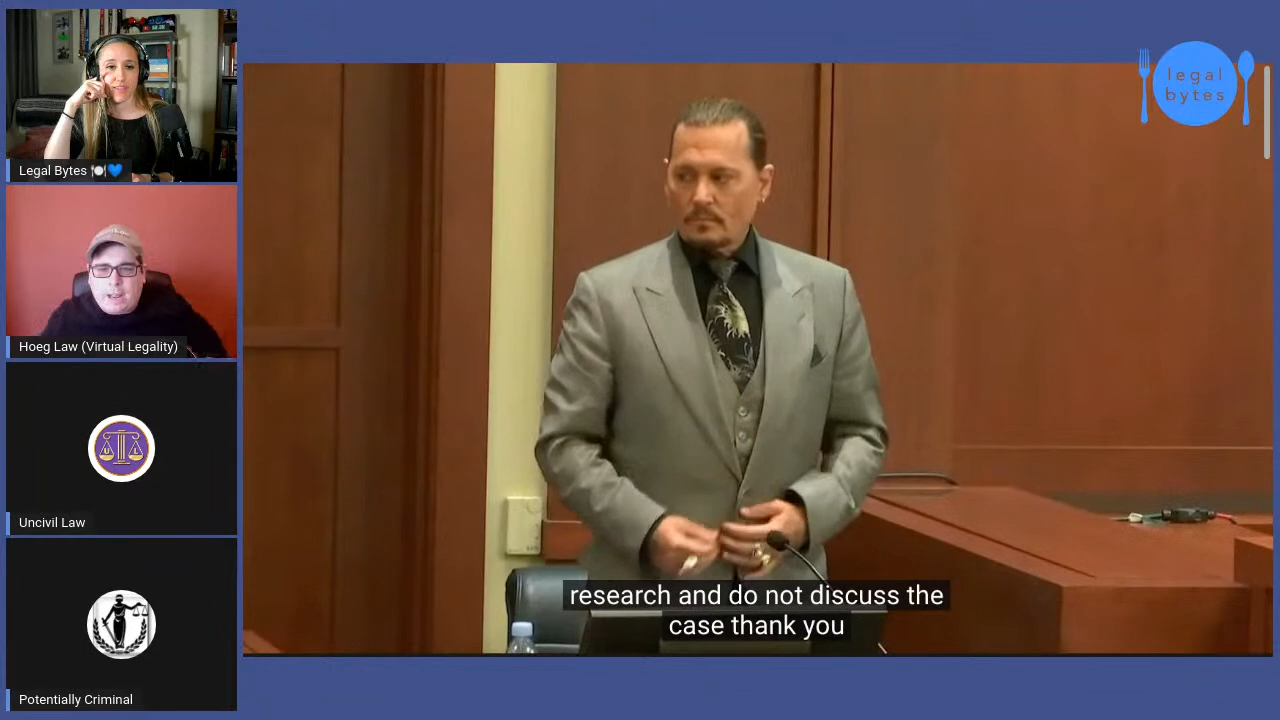 legal
bytes
Legal Bytes
Hoeg Law (Virtual Legality)
U L
Uncivil Law
Potentially Criminal
research and do not discuss the
case thank you